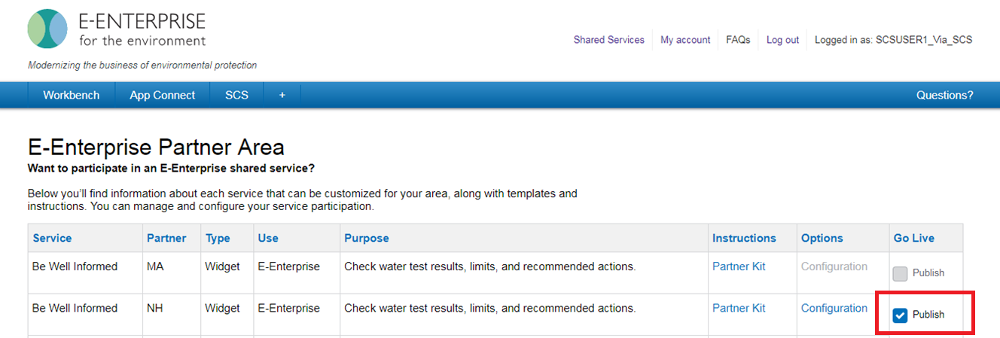 E-ENTERPRISE
for the environment
Shared Services My account FAQs Log out Logged in as: SCSUSER1_Via_SCS
Modernizing the business of environmental protection
Workbench App Connect SCS + Questions?
E-Enterprise Partner Area
Want to participate in an E-Enterprise shared service?
Below you’ll find information about each service that can be customized for your area, along with templates and
instructions. You can manage and configure your service participation.
Service Partner Type Use Purpose Instructions Options Go Live
Be Well Informed MA Widget E-Enterprise Check water test results, limits, and recommended actions. Partner Kit Configuration Publish
Be Well Informed NH Widget E-Enterprise Check water test results, limits, and recommended actions. Partner Kit Configuration Publish